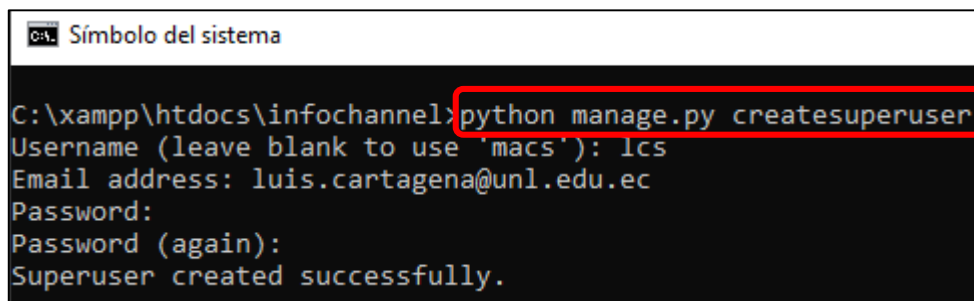 Símbolo del sistema
C:\xampp\htdocs\infochannel>python manage.py createsuperuser
Username (leave blank to use 'macs'): lcs
Email address: luis.cartagena@unl.edu.ec
Password:
Password (again):
Superuser created successfully.